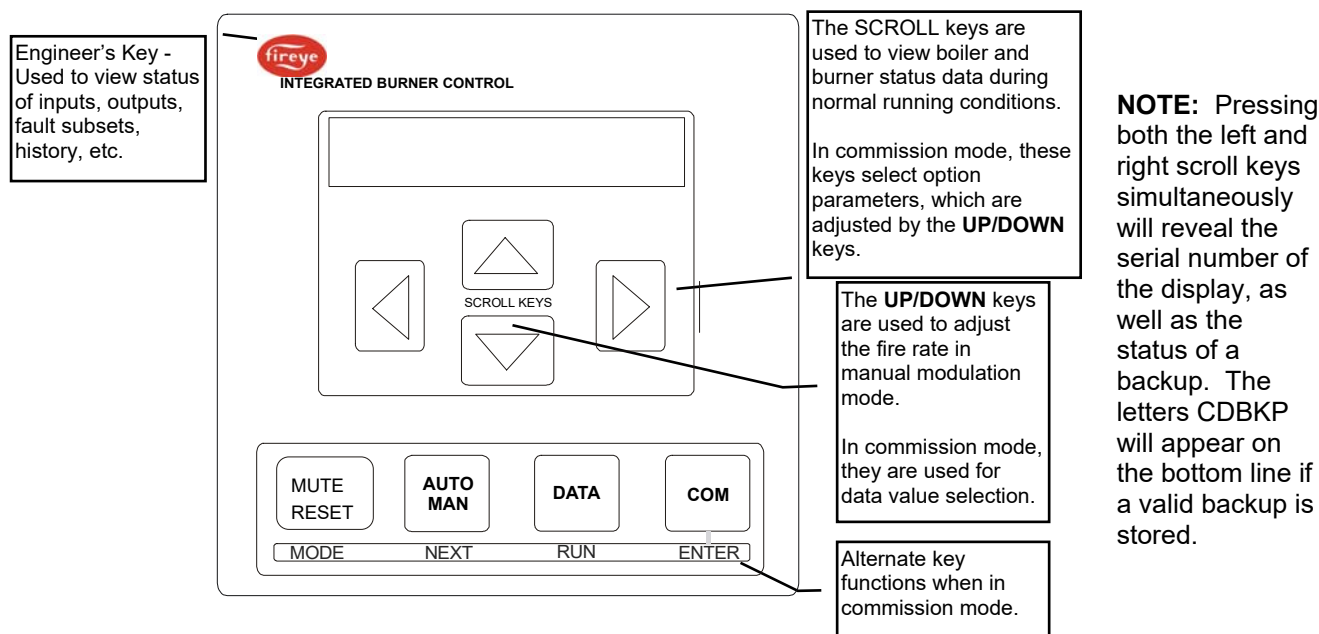 Engineer’s Key -
Used to view status
of inputs, outputs,
fault subsets,
history, etc.
fireye
INTEGRATED BURNER CONTROL
The SCROLL keys are
used to view boiler and
burner status data during
normal running conditions.
In commission mode, these
keys select option
parameters, which are
adjusted by the UP/DOWN
keys.
SCROLL KEYS
The UP/DOWN keys
are used to adjust
the fire rate in
manual modulation
mode.
In commission mode,
they are used for
data value selection.
MUTE
RESET
AUTO
MAN
DATA
COM
MODE
NEXT
RUN
ENTER
Alternate key
functions when in
commission mode.
NOTE: Pressing
both the left and
right scroll keys
simultaneously
will reveal the
serial number of
the display, as
well as the
status of a
backup. The
letters CDBKP
will appear on
the bottom line if
a valid backup is
stored.